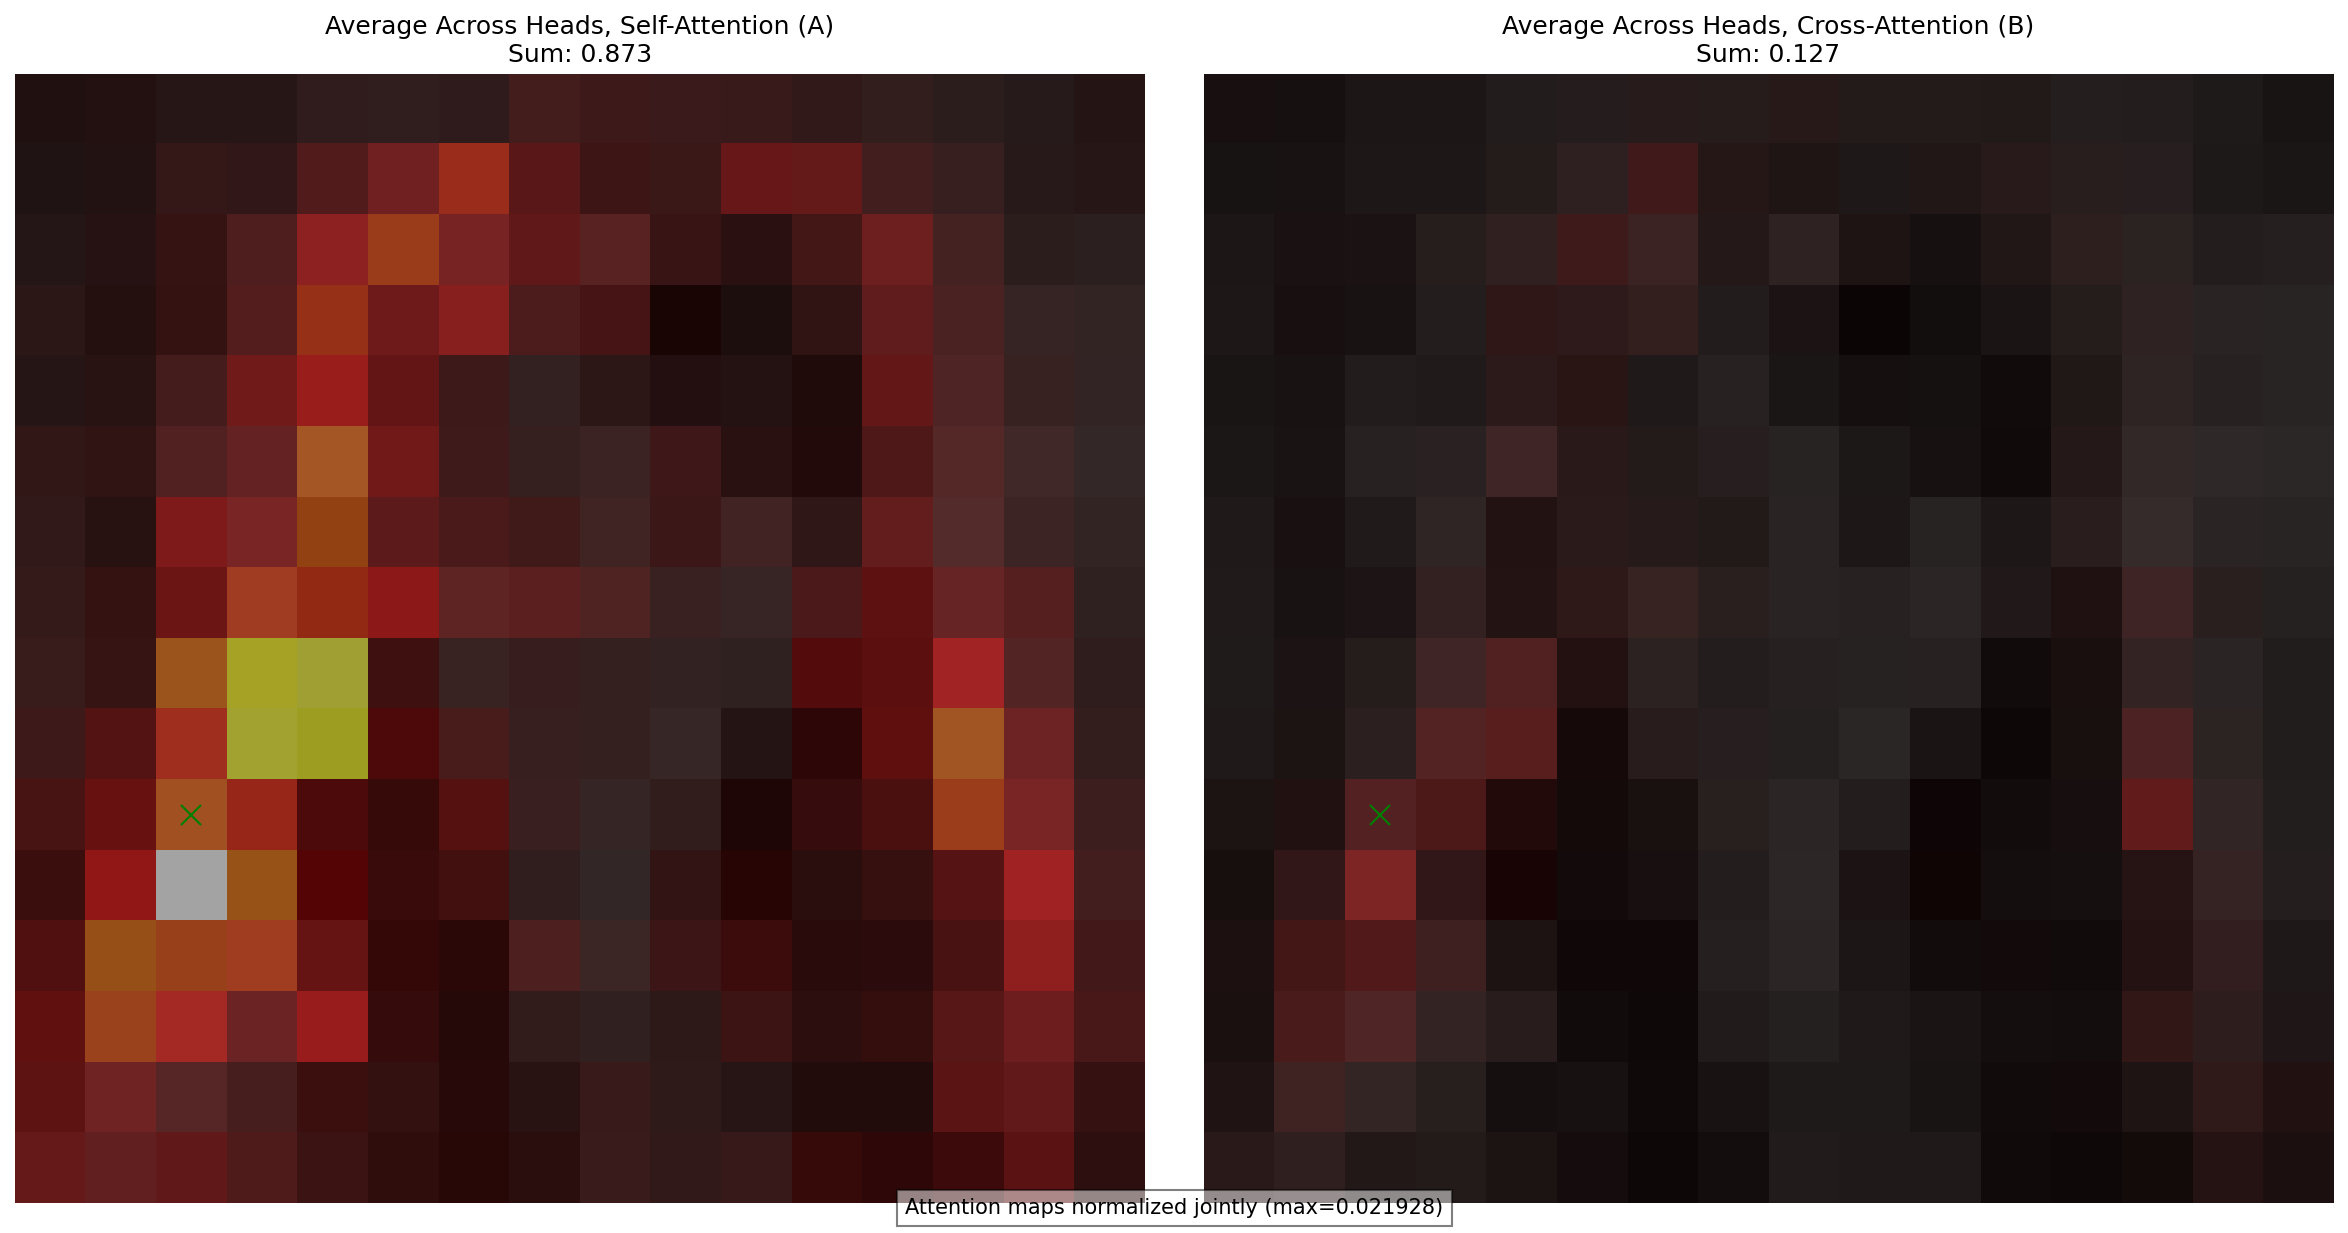 Average Across Heads, Self-Attention (A)
Sum: 0.873
Average Across Heads, Cross-Attention (B)
Sum: 0.127
Attention maps normalized jointly (max=0.021928)